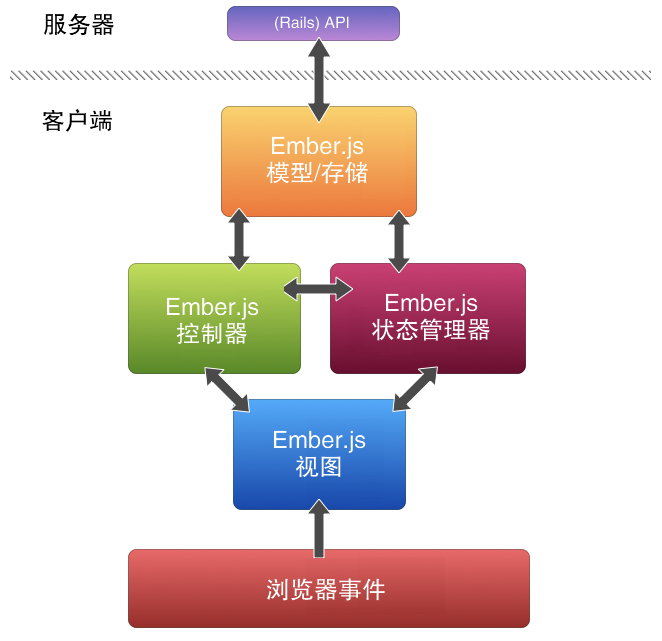 服务器
(Rails) API
客户端
Ember.js
模型/存储
Ember.js
控制器
Ember.js
状态管理器
Ember.js
视图
浏览器事件